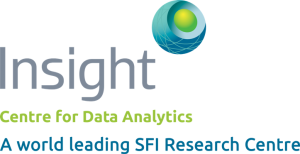 Insight
Centre for Data Analytics
A world leading SFI Research Centre